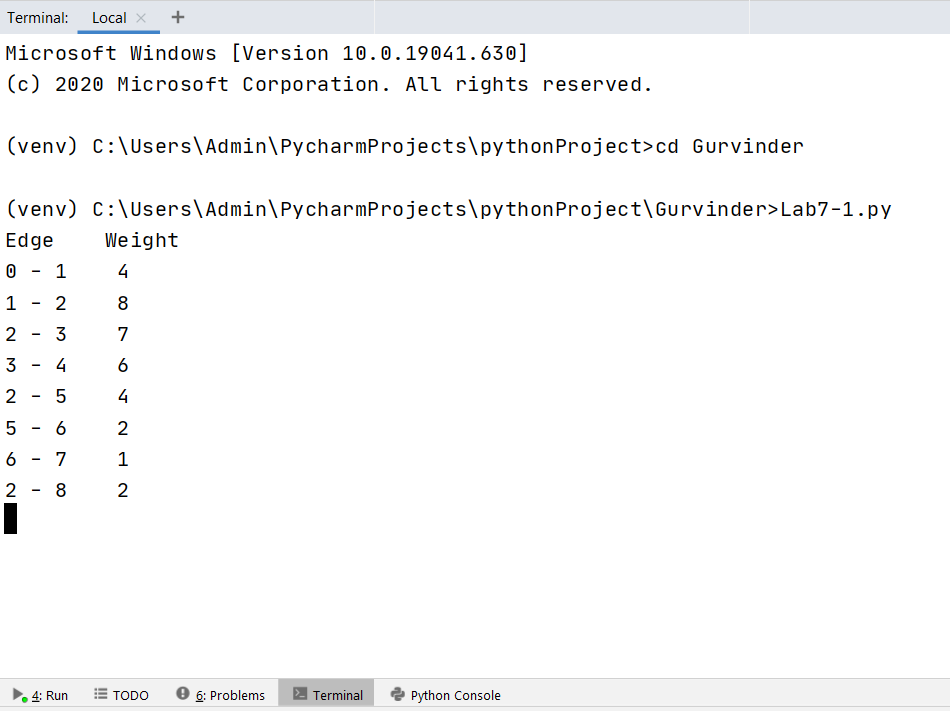 Terminal: Local × +
Microsoft Windows [Version 10.0.19041.630]
(c) 2020 Microsoft Corporation. All rights reserved.
(venv) C:\Users\Admin\PycharmProjects\pythonProject>cd Gurvinder
(venv) C:\Users\Admin\PycharmProjects\pythonProject\Gurvinder>Lab7-1.py
Edge    Weight
0 - 1    4
1 - 2    8
2 - 3    7
3 - 4    6
2 - 5    4
5 - 6    2
6 - 7    1
2 - 8    2
4: Run TODO 6: Problems Terminal Python Console